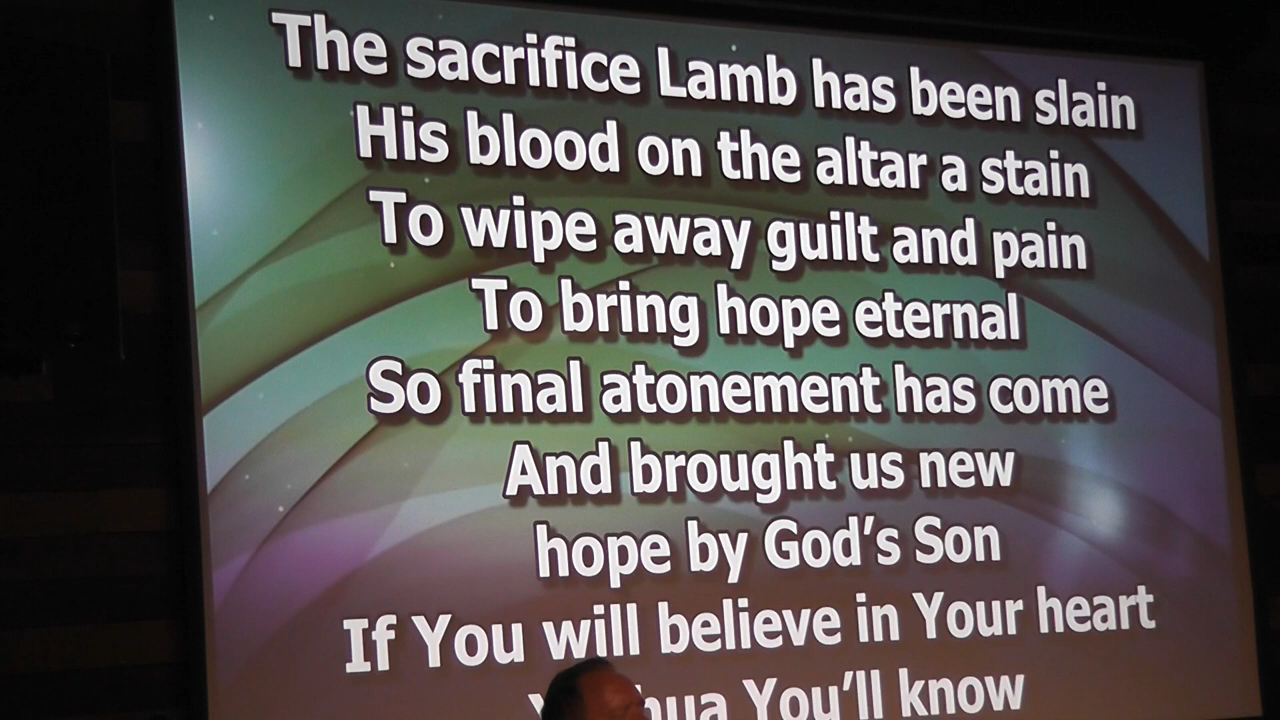 The sacrifice Lamb has been slain
His blood on the altar a stain
To wipe away guilt and pain
To bring hope eternal
So final atonement has come
And brought us new
hope by God's Son
If You will believe in Your heart
You'll know